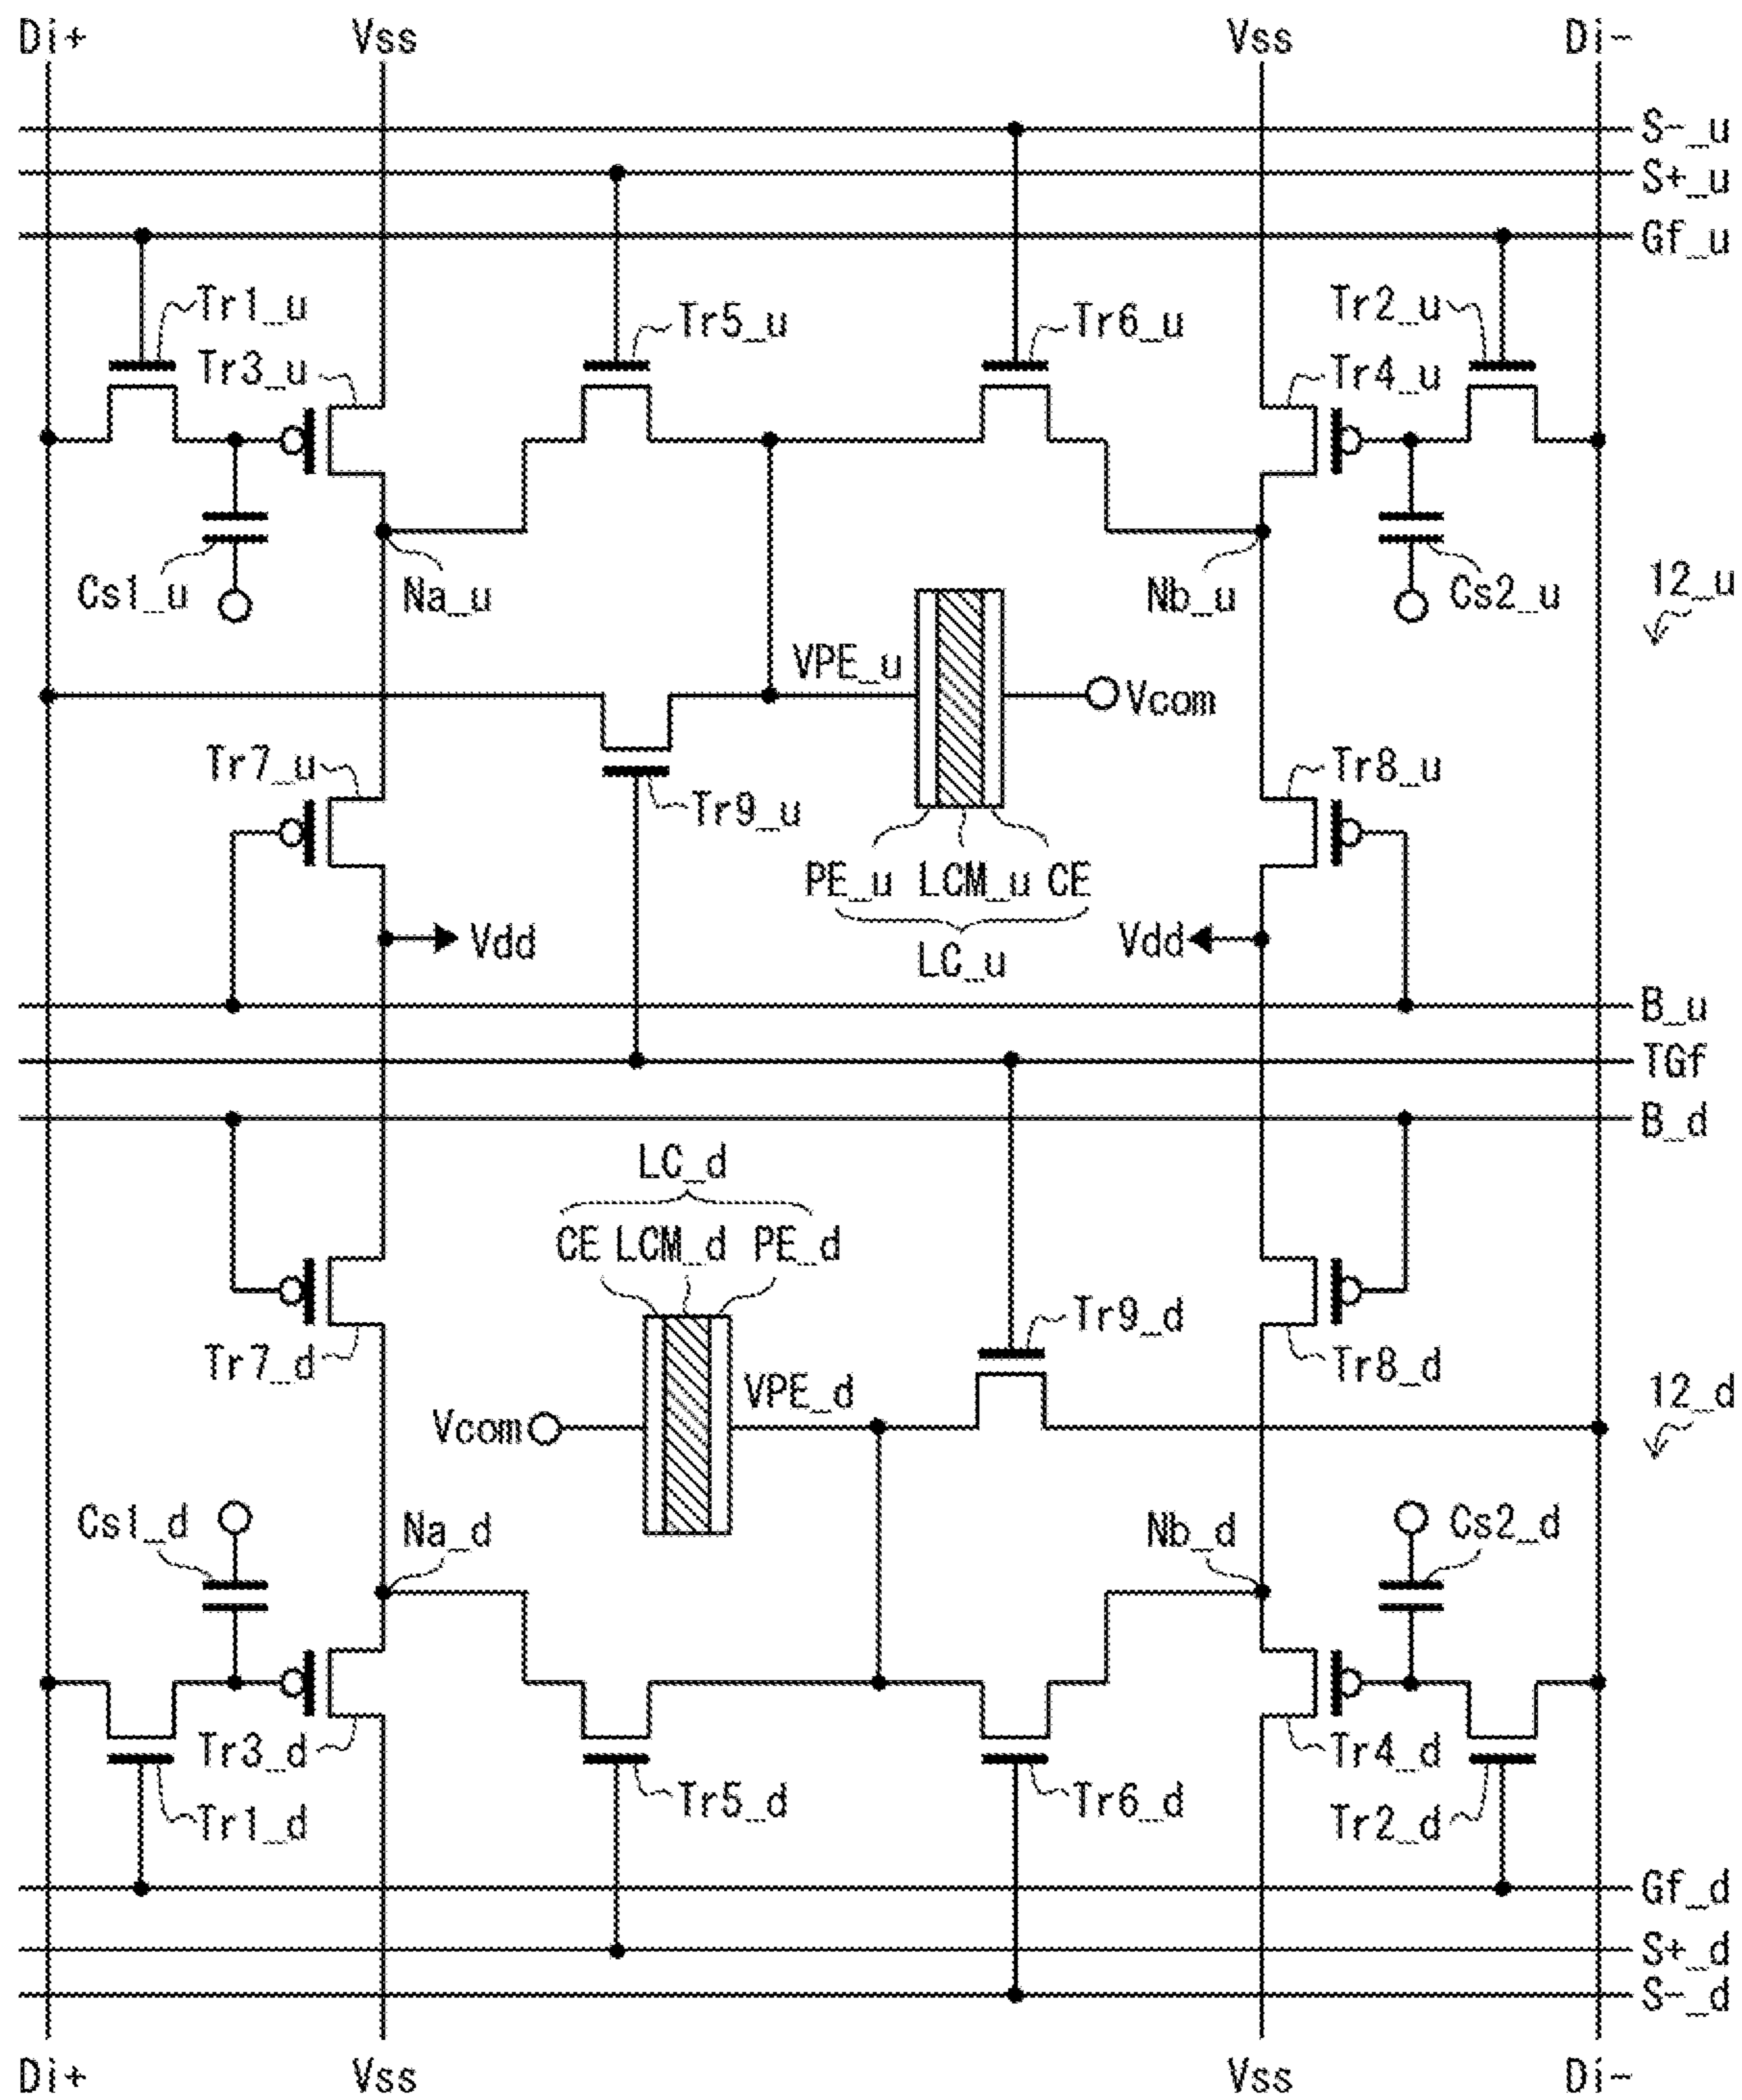 Di+ Vss Vss Di-
S-_u
S+_u
Gf_u
Tr1_u Tr5_u Tr6_u Tr2_u
Tr3_u Tr4_u
Cs1_u Na_u Nb_u Cs2_u 12_u
VPE_u Vcom
Tr7_u Tr9_u Tr8_u
PE_u LCM_u CE
Vdd Vdd
LC_u
B_u
TGf
B_d
LC_d
CE LCM_d PE_d
Tr9_d
Tr7_d Tr8_d
VPE_d 12_d
Vcom
Cs1_d Na_d Nb_d Cs2_d
Tr3_d Tr4_d
Tr1_d Tr5_d Tr6_d Tr2_d
Gf_d
S+_d
S-_d
Di+ Vss Vss Di-